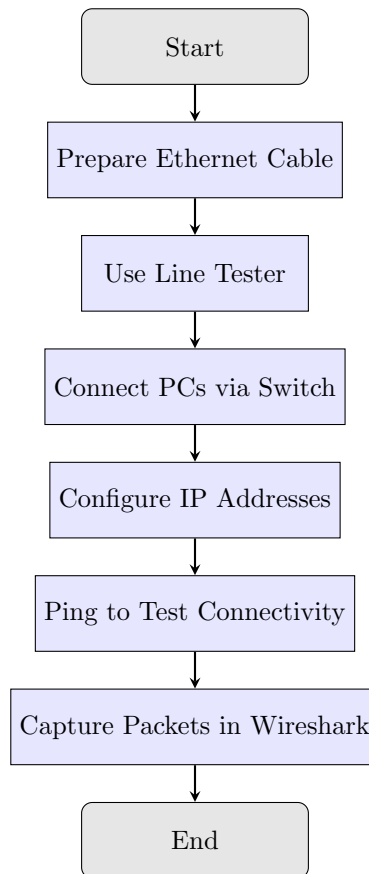 Start
Prepare Ethernet Cable
Use Line Tester
Connect PCs via Switch
Configure IP Addresses
Ping to Test Connectivity
Capture Packets in Wireshark
End